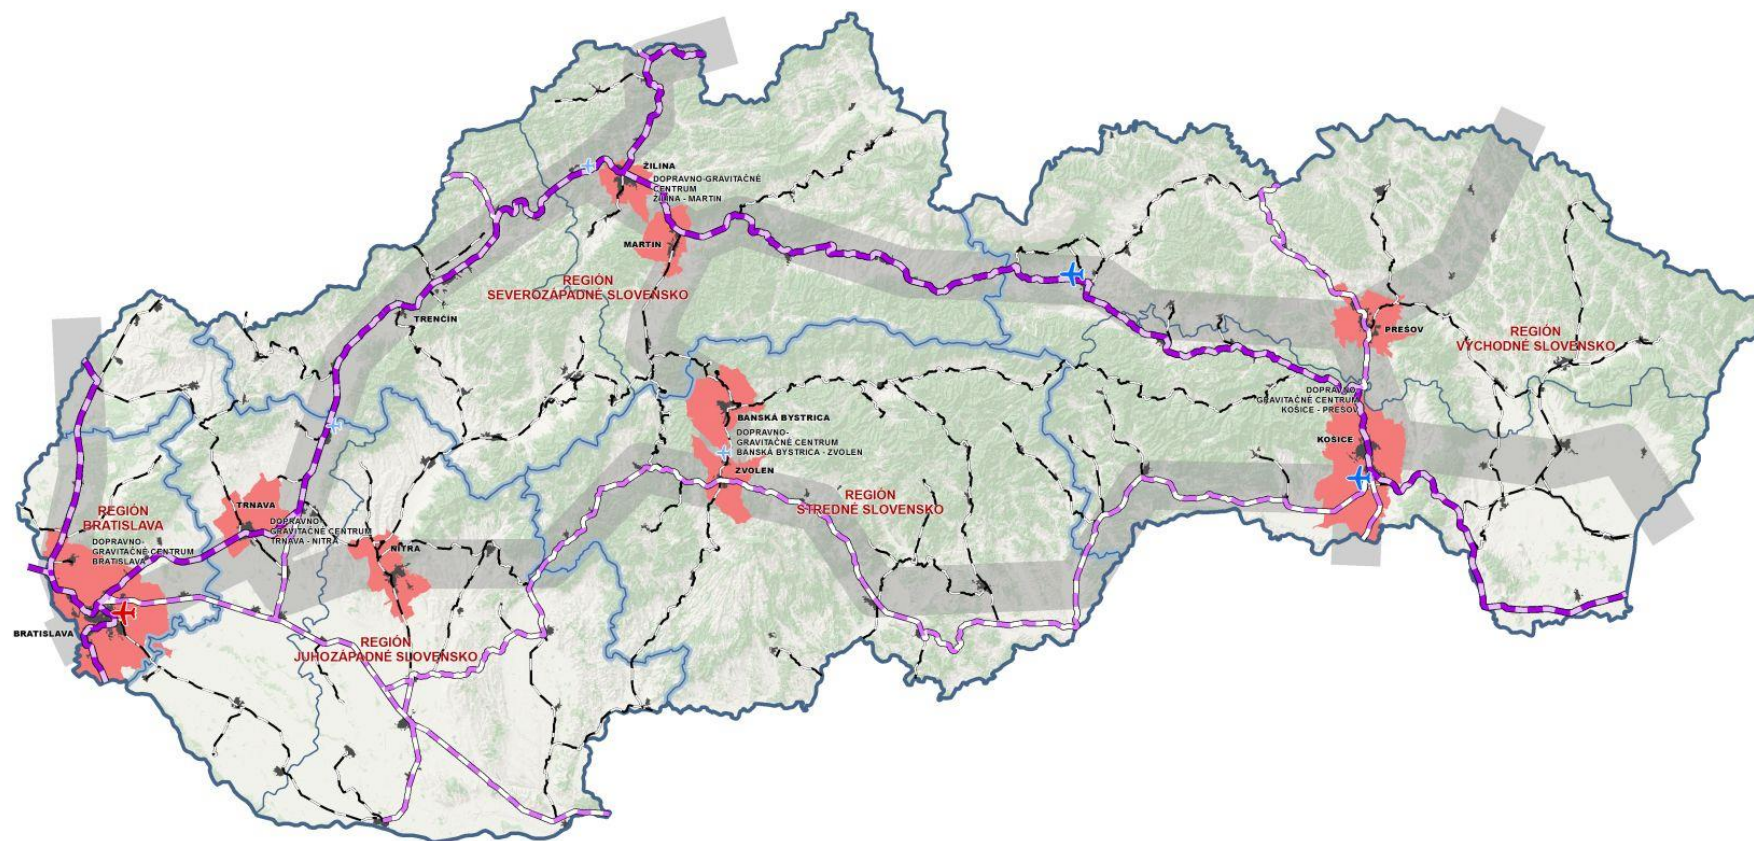 ŽILINA
DOPRAVNO-GRAVITAČNÉ
CENTRUM
ŽILINA - MARTIN
MARTIN
REGIÓN
SEVEROZÁPADNÉ SLOVENSKO
TRENČÍN
PREŠOV
REGIÓN
VÝCHODNÉ SLOVENSKO
DOPRAVNO-
GRAVITAČNÉ CENTRUM
KOŠICE - PREŠOV
KOŠICE
BANSKÁ BYSTRICA
DOPRAVNO-
GRAVITAČNÉ CENTRUM
BANSKÁ BYSTRICA - ZVOLEN
ZVOLEN
REGIÓN
STREDNÉ SLOVENSKO
TRNAVA
DOPRAVNO-
GRAVITAČNÉ CENTRUM
TRNAVA - NITRA
NITRA
REGIÓN
BRATISLAVA
DOPRAVNO-
GRAVITAČNÉ CENTRUM
BRATISLAVA
BRATISLAVA
REGIÓN
JUHOZÁPADNÉ SLOVENSKO